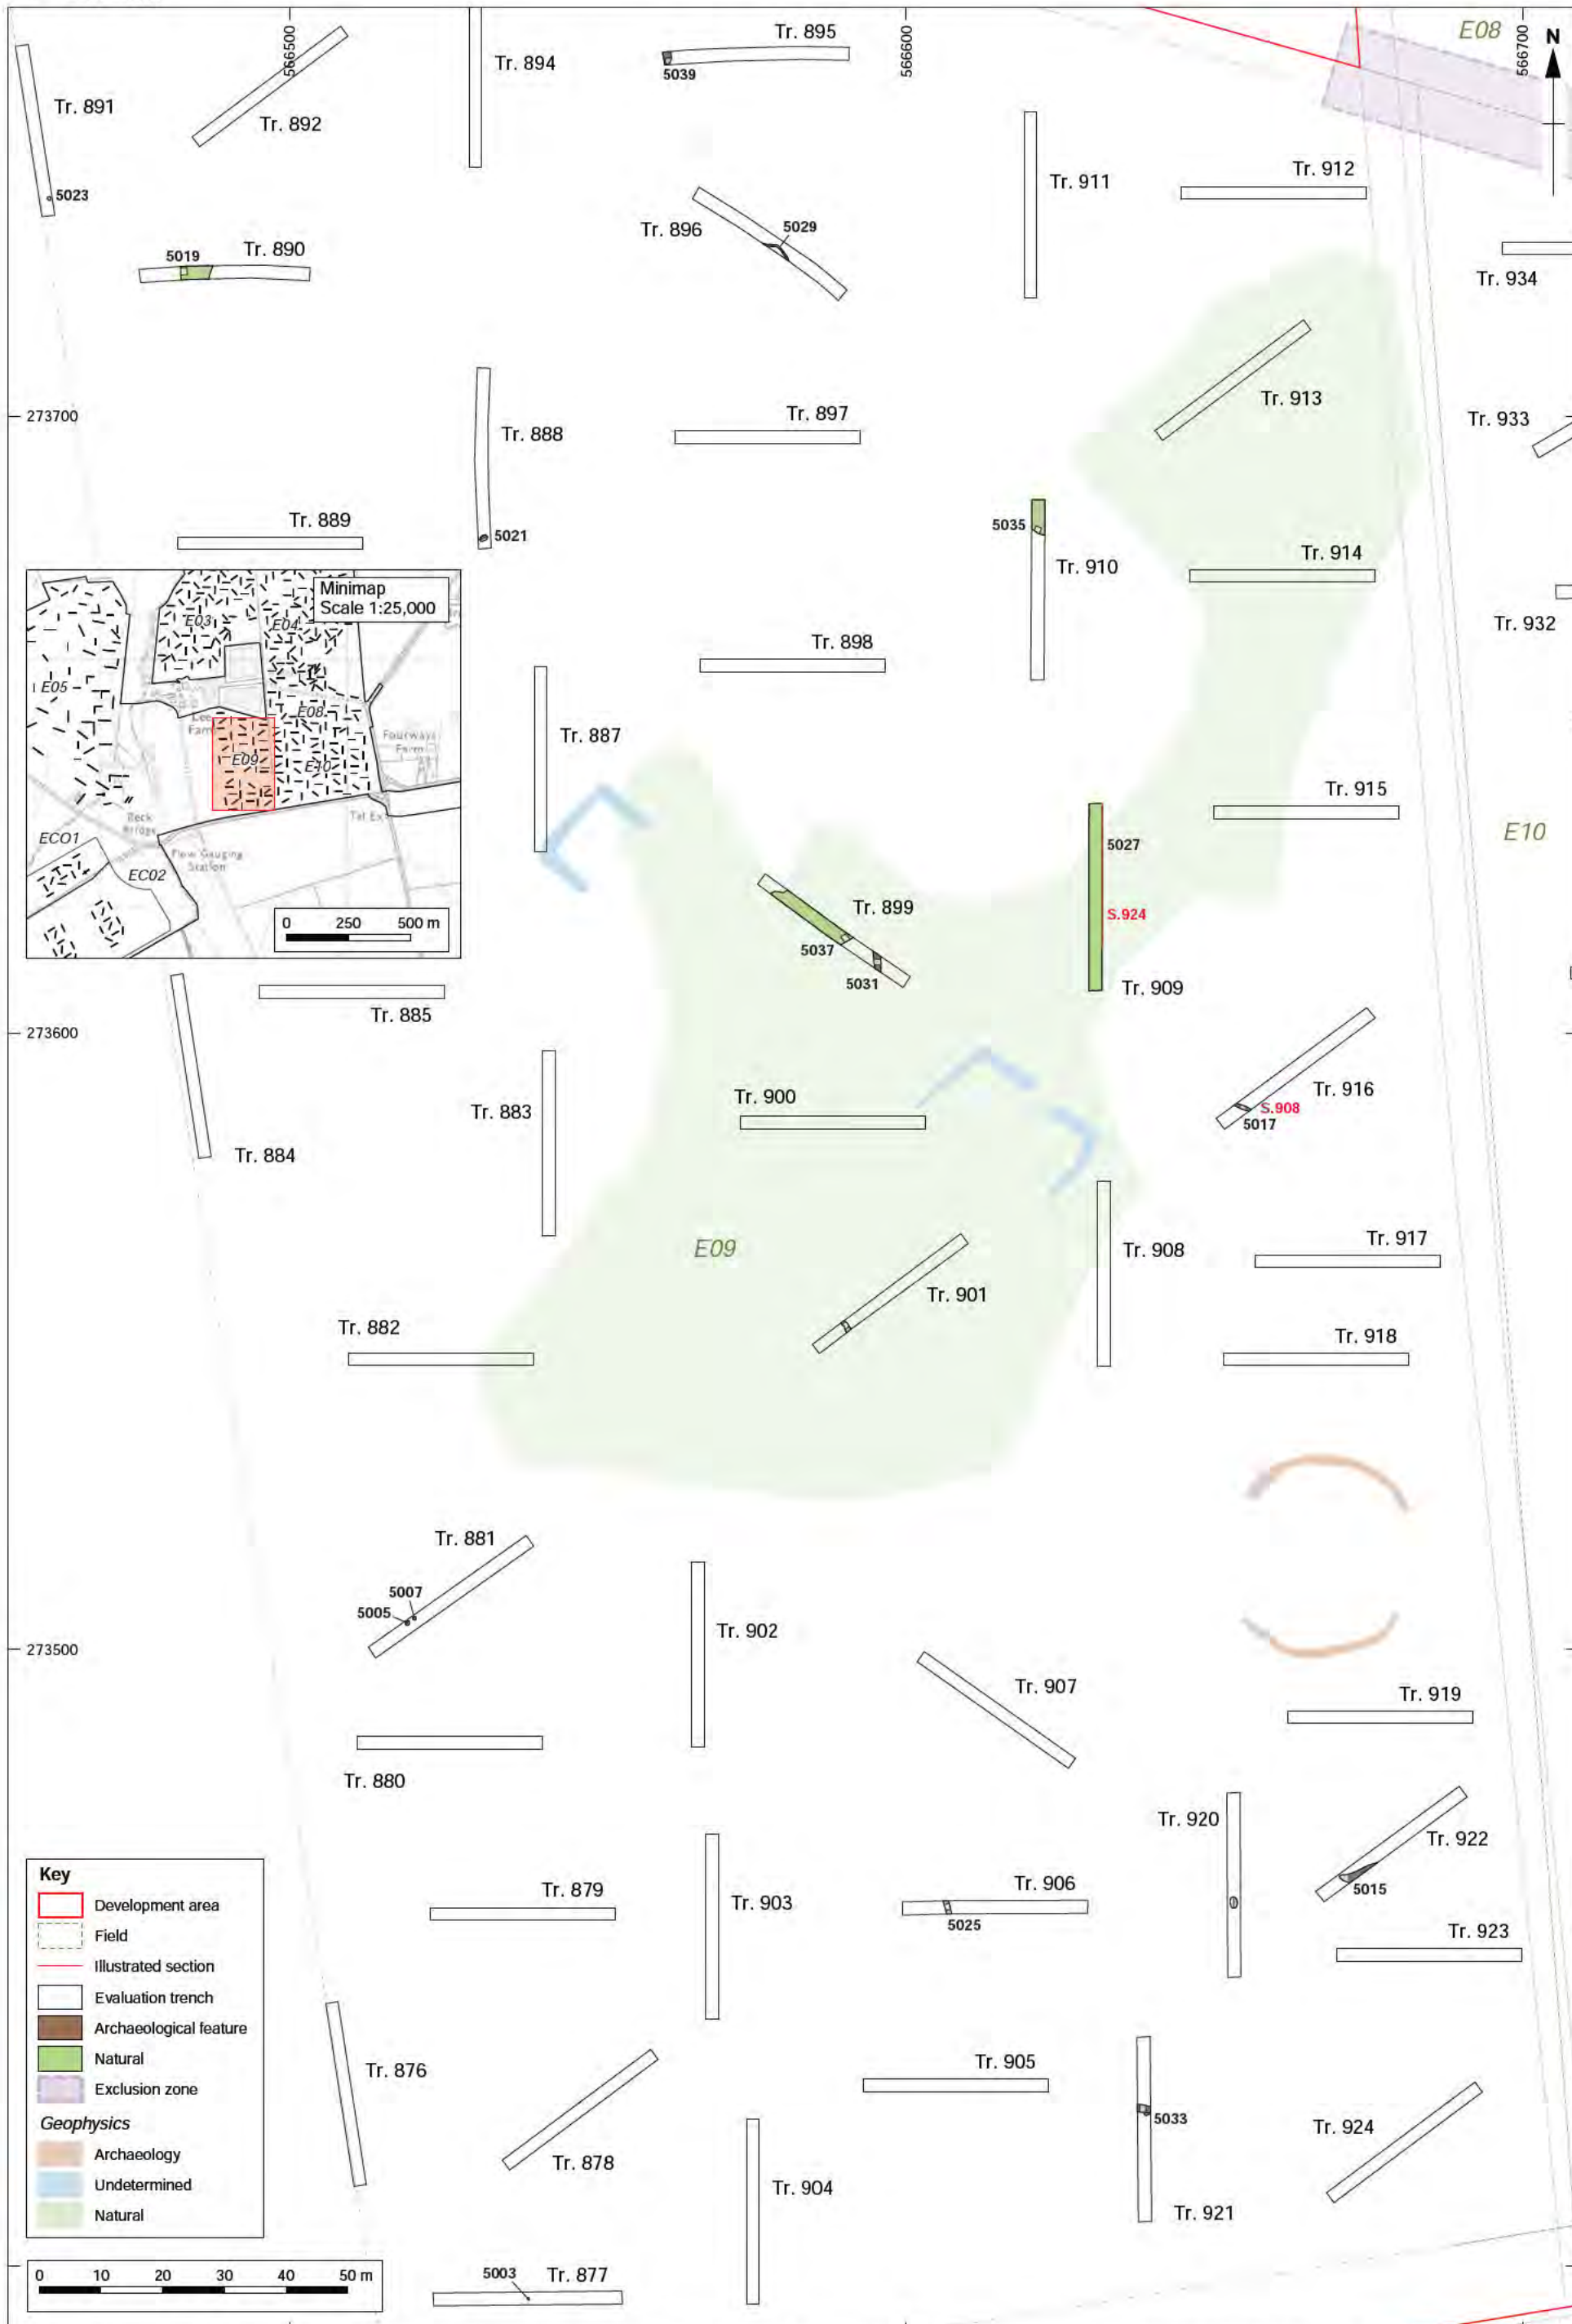 E08
566500
566600
566700
N
Tr. 895
Tr. 894
5039
Tr. 891
Tr. 892
5023
Tr. 911
Tr. 912
Tr. 896
5029
5019
Tr. 890
Tr. 934
273700
Tr. 888
Tr. 897
Tr. 913
Tr. 933
Tr. 889
5021
5035
Tr. 910
Tr. 914
Tr. 932
Minimap
Scale 1:25,000
E03
E04
E05
E08
Farm
E09
E10
Fourways
Farm
Beck
Bridge
Tel Ex
ECO1
Flow Gauging
Station
EC02
0 250 500 m
Tr. 898
Tr. 887
Tr. 915
E10
5027
S.924
Tr. 899
5037
5031
Tr. 909
Tr. 885
273600
Tr. 883
Tr. 900
Tr. 916
S.908
5017
Tr. 884
E09
Tr. 908
Tr. 917
Tr. 901
Tr. 882
Tr. 918
Tr. 881
5007
5005
Tr. 902
273500
Tr. 907
Tr. 919
Tr. 880
Tr. 920
Tr. 922
5015
Tr. 879
Tr. 903
Tr. 906
5025
Tr. 923
Key
Development area
Field
Illustrated section
Evaluation trench
Archaeological feature
Natural
Exclusion zone
Geophysics
Archaeology
Undetermined
Natural
Tr. 876
Tr. 905
5033
Tr. 924
Tr. 878
Tr. 904
Tr. 921
5003
Tr. 877
0 10 20 30 40 50 m